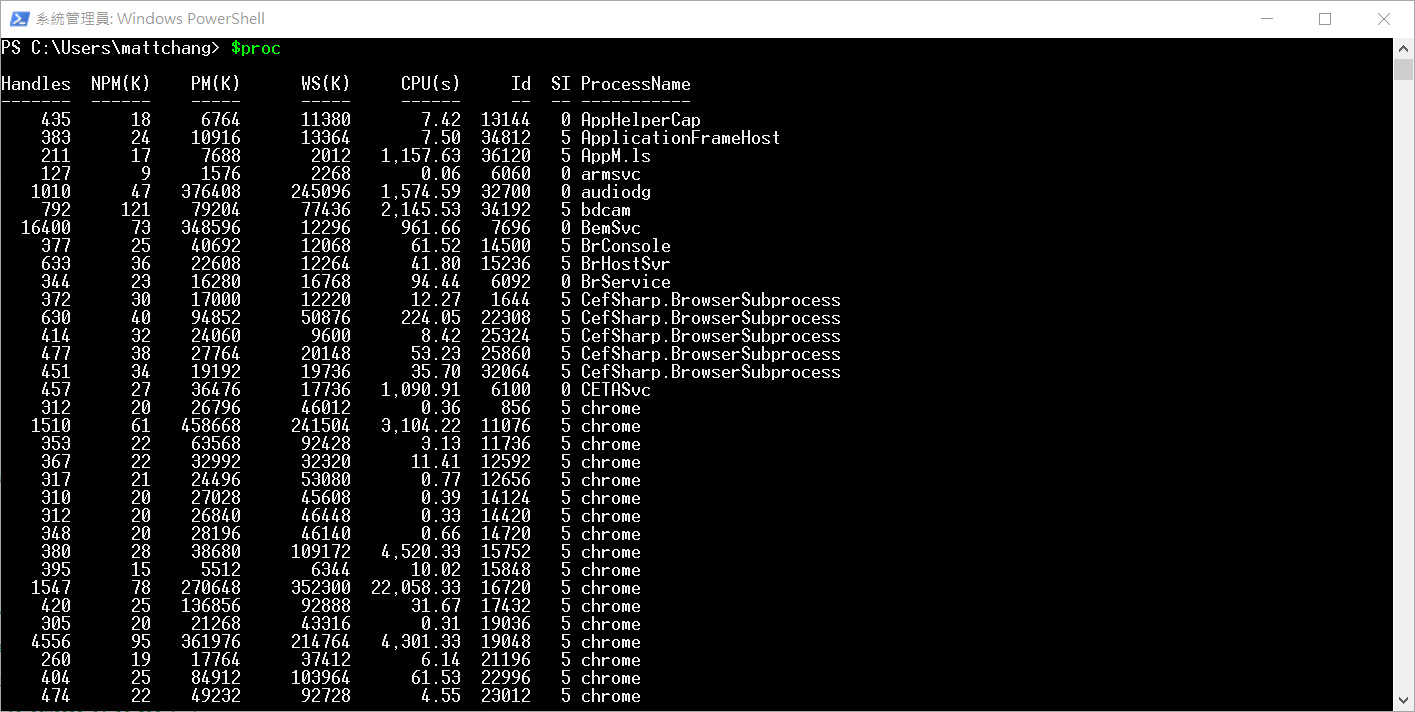 系統管理員: Windows PowerShell
PS C:\Users\mattchang> $proc
Handles  NPM(K)    PM(K)      WS(K)     CPU(s)     Id  SI ProcessName
-------  ------    -----      -----     ------     --  -- -----------
    435      18     6764      11380       7.42  13144   0 AppHelperCap
    383      24    10916      13364       7.50  34812   5 ApplicationFrameHost
    211      17     7688       2012   1,157.63  36120   5 AppM.ls
    127       9     1576       2268       0.06   6060   0 armsvc
   1010      47   376408     245096   1,574.59  32700   0 audiodg
    792     121    79204      77436   2,145.53  34192   5 bdcam
  16400      73   348596      12296     961.66   7696   0 BemSvc
    377      25    40692      12068      61.52  14500   5 BrConsole
    633      36    22608      12264      41.80  15236   5 BrHostSvr
    344      23    16280      16768      94.44   6092   0 BrService
    372      30    17000      12220      12.27   1644   5 CefSharp.BrowserSubprocess
    630      40    94852      50876     224.05  22308   5 CefSharp.BrowserSubprocess
    414      32    24060       9600       8.42  25324   5 CefSharp.BrowserSubprocess
    477      38    27764      20148      53.23  25860   5 CefSharp.BrowserSubprocess
    451      34    19192      19736      35.70  32064   5 CefSharp.BrowserSubprocess
    457      27    36476      17736   1,090.91   6100   0 CETASvc
    312      20    26796      46012       0.36    856   5 chrome
   1510      61   458668     241504   3,104.22  11076   5 chrome
    353      22    63568      92428       3.13  11736   5 chrome
    367      22    32992      32320      11.41  12592   5 chrome
    317      21    24496      53080       0.77  12656   5 chrome
    310      20    27028      45608       0.39  14124   5 chrome
    312      20    26840      46448       0.33  14420   5 chrome
    348      20    28196      46140       0.66  14720   5 chrome
    380      28    38680     109172   4,520.33  15752   5 chrome
    395      15     5512       6344      10.02  15848   5 chrome
   1547      78   270648     352300  22,058.33  16720   5 chrome
    420      25   136856      92888      31.67  17432   5 chrome
    305      20    21268      43316       0.31  19036   5 chrome
   4556      95   361976     214764   4,301.33  19048   5 chrome
    260      19    17764      37412       6.14  21196   5 chrome
    404      25    84912     103964      61.53  22996   5 chrome
    474      22    49232      92728       4.55  23012   5 chrome